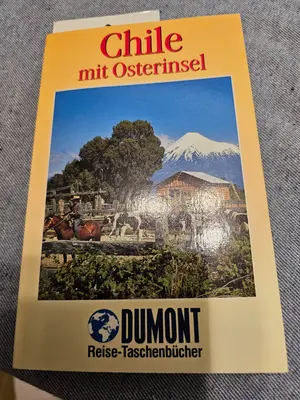 Chile
mit Osterinsel
DUMONT
Reise-Taschenbücher